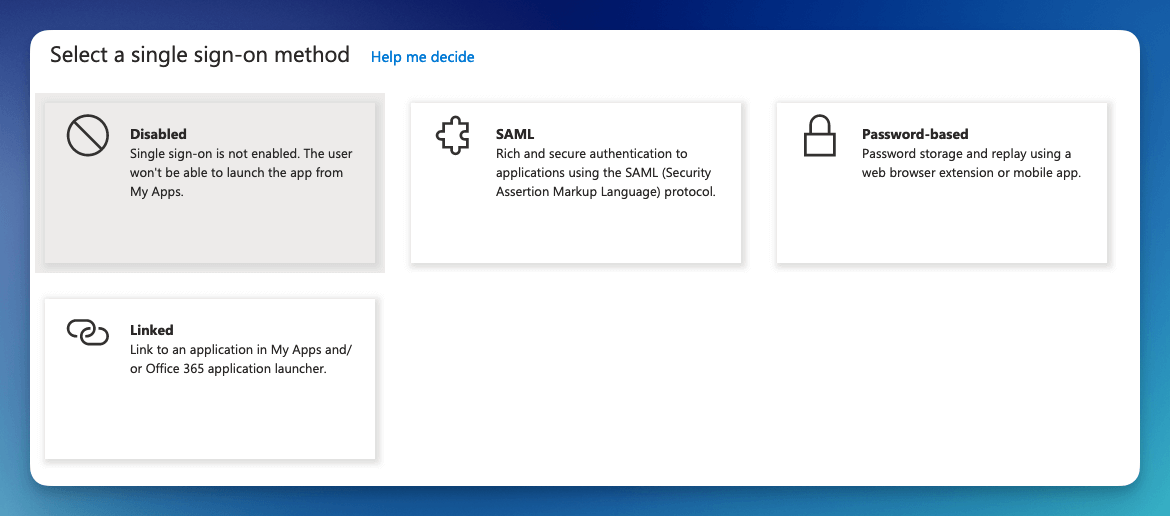 Select a single sign-on method Help me decide
Disabled
Single sign-on is not enabled. The user
won't be able to launch the app from
My Apps.
SAML
Rich and secure authentication to
applications using the SAML (Security
Assertion Markup Language) protocol.
Password-based
Password storage and replay using a
web browser extension or mobile app.
Linked
Link to an application in My Apps and/
or Office 365 application launcher.